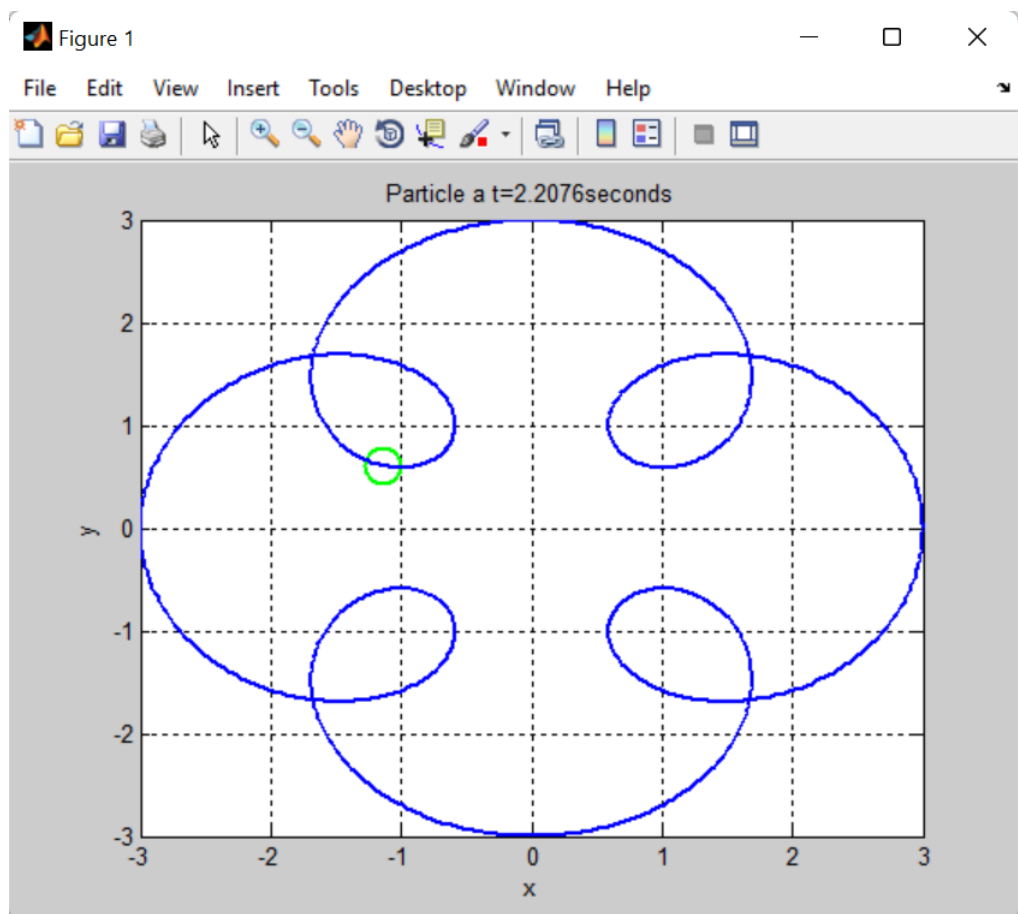 Figure 1
File Edit View Insert Tools Desktop Window Help
Particle a t=2.2076seconds
3
2
1
0
-1
-2
-3
y
-3 -2 -1 0 1 2 3
x